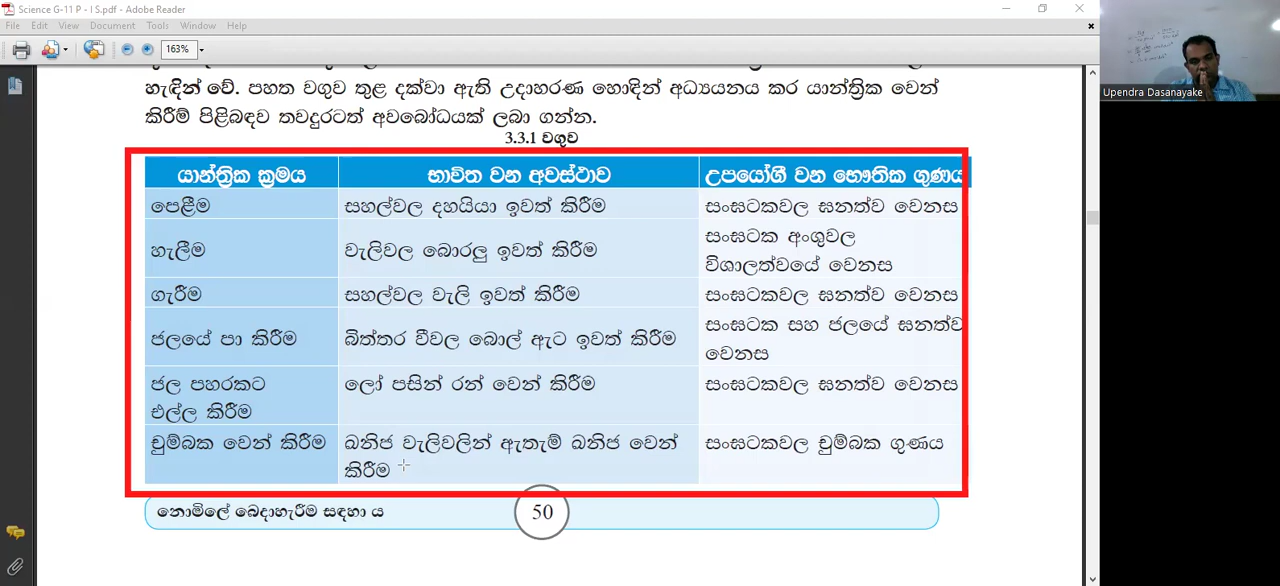 Science G-11 P - I S.pdf - Adobe Reader
File Edit View Document Tools Window Help
163%
Upendra Dasanayake
හැඳින් වේ. පහත වගුව තුළ දක්වා ඇති උදාහරණ හොඳින් අධ්‍යයනය කර යාන්ත්‍රික වෙන්
කිරීම් පිළිබඳව තවදුරටත් අවබෝධයක් ලබා ගන්න.
3.3.1 වගුව
යාන්ත්‍රික ක්‍රමය භාවිත වන අවස්ථාව උපයෝගී වන භෞතික ගුණය
පෙළීම සහල්වල දහයියා ඉවත් කිරීම සංඝටකවල ඝනත්ව වෙනස
හැලීම වැලිවල බොරලු ඉවත් කිරීම සංඝටක අංශුවල
විශාලත්වයේ වෙනස
ගැරීම සහල්වල වැලි ඉවත් කිරීම සංඝටකවල ඝනත්ව වෙනස
ජලයේ පා කිරීම බිත්තර වීවල බොල් ඇට ඉවත් කිරීම සංඝටක සහ ජලයේ ඝනත්ව
වෙනස
ජල පහරකට ලෝ පසින් රන් වෙන් කිරීම සංඝටකවල ඝනත්ව වෙනස
එල්ල කිරීම
චුම්බක වෙන් කිරීම ඛනිජ වැලිවලින් ඇතැම් ඛනිජ වෙන් සංඝටකවල චුම්බක ගුණය
කිරීම
නොමිලේ බෙදාහැරීම සඳහා ය 50